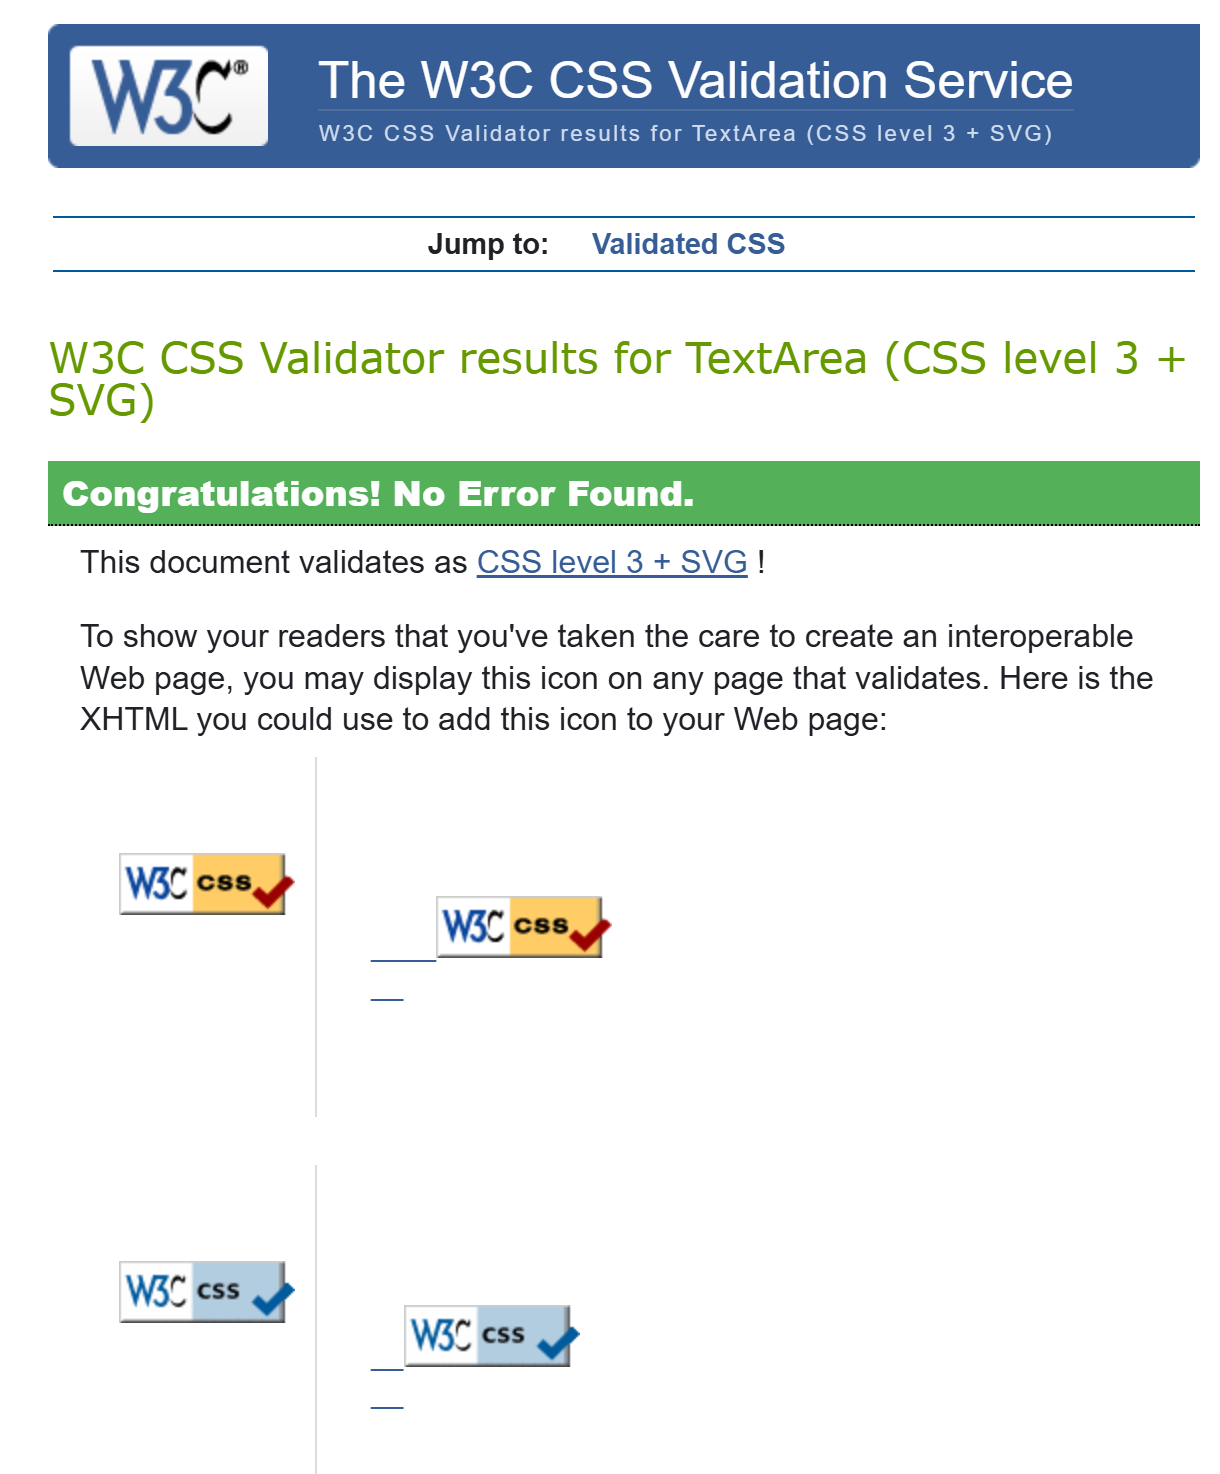 W3C®
The W3C CSS Validation Service
W3C CSS Validator results for TextArea (CSS level 3 + SVG)
Jump to: Validated CSS
W3C CSS Validator results for TextArea (CSS level 3 +
SVG)
Congratulations! No Error Found.
This document validates as CSS level 3 + SVG !
To show your readers that you've taken the care to create an interoperable
Web page, you may display this icon on any page that validates. Here is the
XHTML you could use to add this icon to your Web page:
W3C css
W3C css
W3C css
W3C css